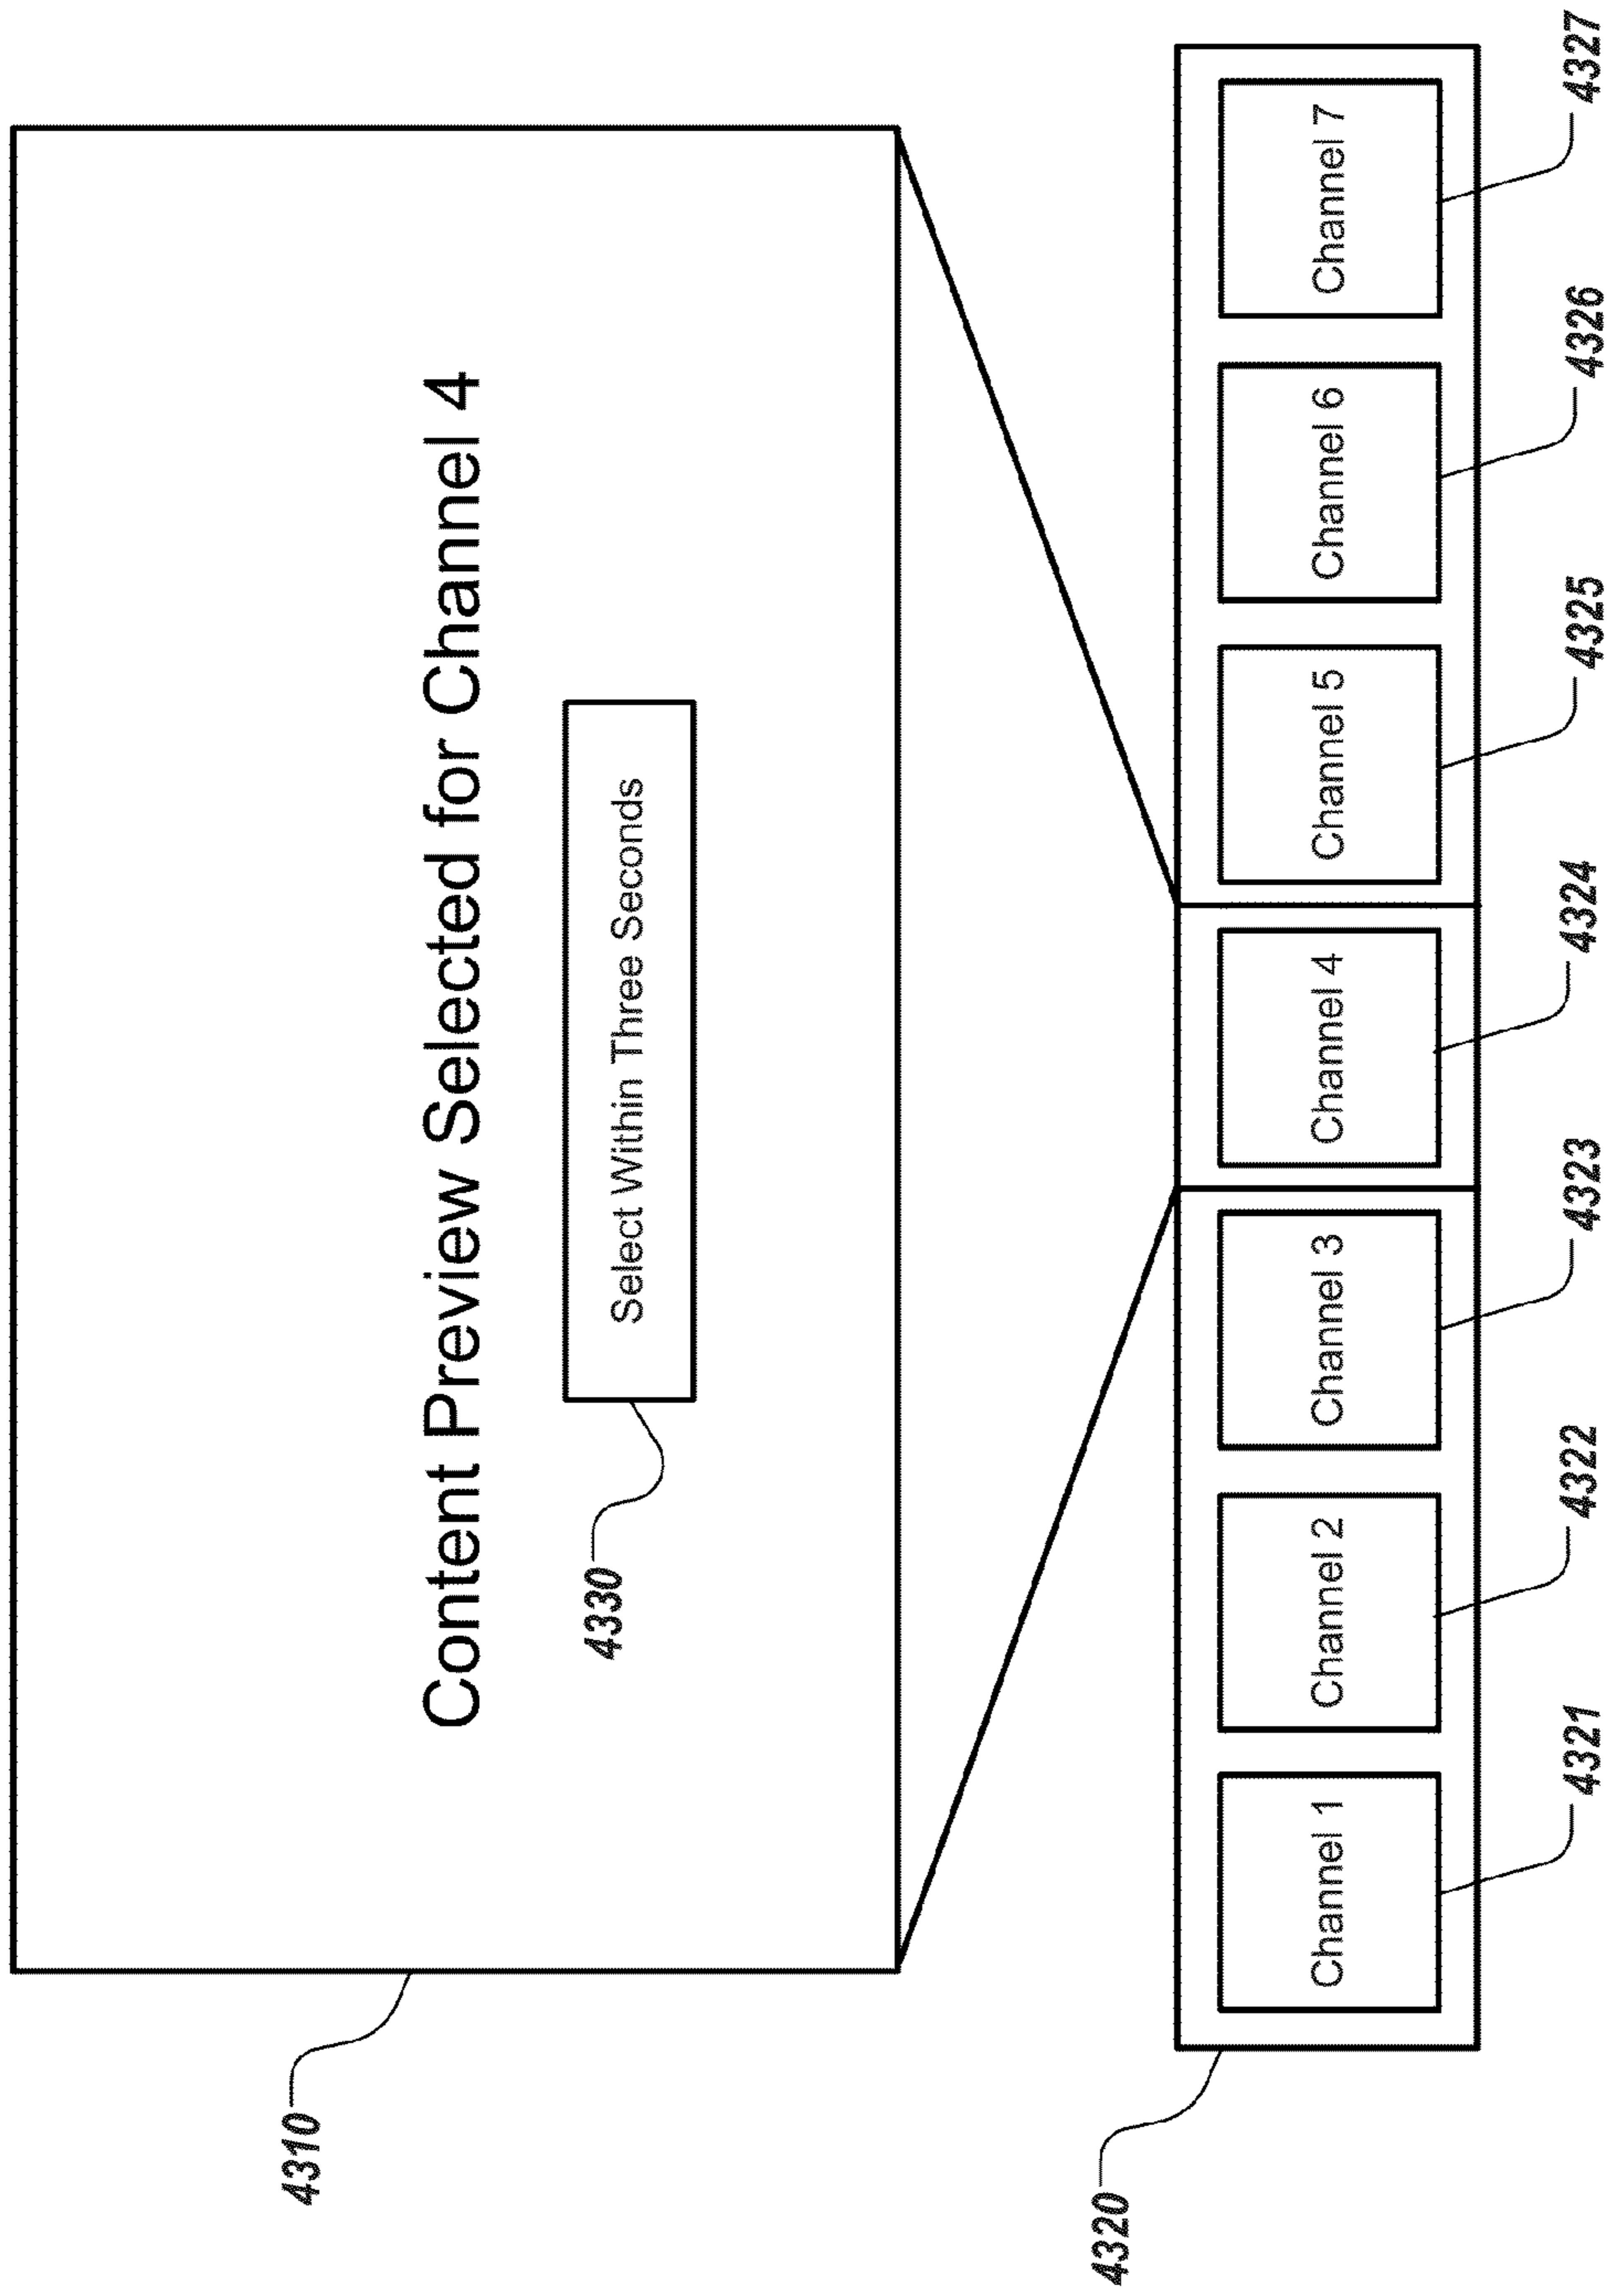 Content Preview Selected for Channel 4
Select Within Three Seconds
4330
4310
Channel 1
Channel 2
Channel 3
Channel 4
Channel 5
Channel 6
Channel 7
4320
4321
4322
4323
4324
4325
4326
4327